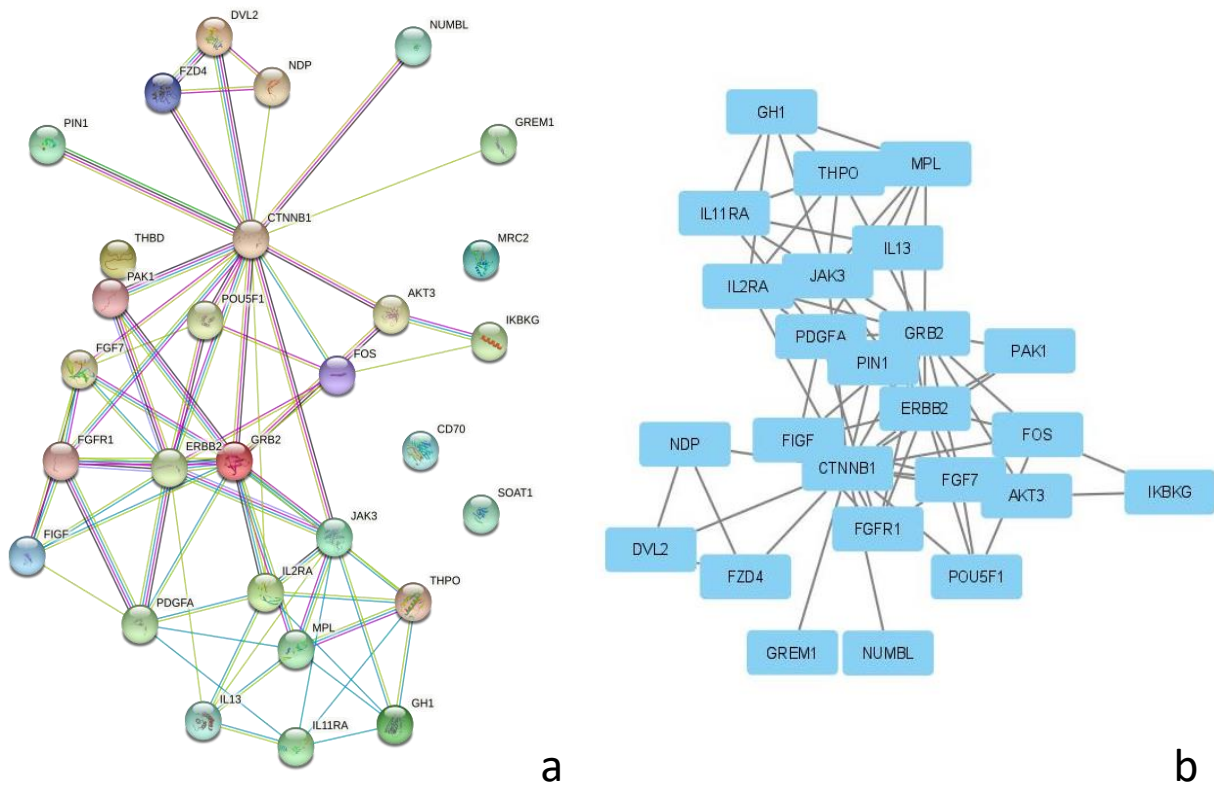 DVL2
NUMBL
FZD4
NDP
PIN1
GREM1
CTNNB1
THBD
MRC2
PAK1
POU5F1
AKT3
IKBKG
FGF7
FOS
CD70
FGFR1
ERBB2
GRB2
SOAT1
JAK3
FIGF
IL2RA
THPO
PDGFA
MPL
IL13
IL11RA
GH1
a
GH1
THPO
MPL
IL11RA
IL13
IL2RA
JAK3
PDGFA
GRB2
PIN1
PAK1
ERBB2
NDP
FIGF
FOS
CTNNB1
FGF7
AKT3
IKBKG
FGFR1
DVL2
FZD4
POU5F1
GREM1
NUMBL
b